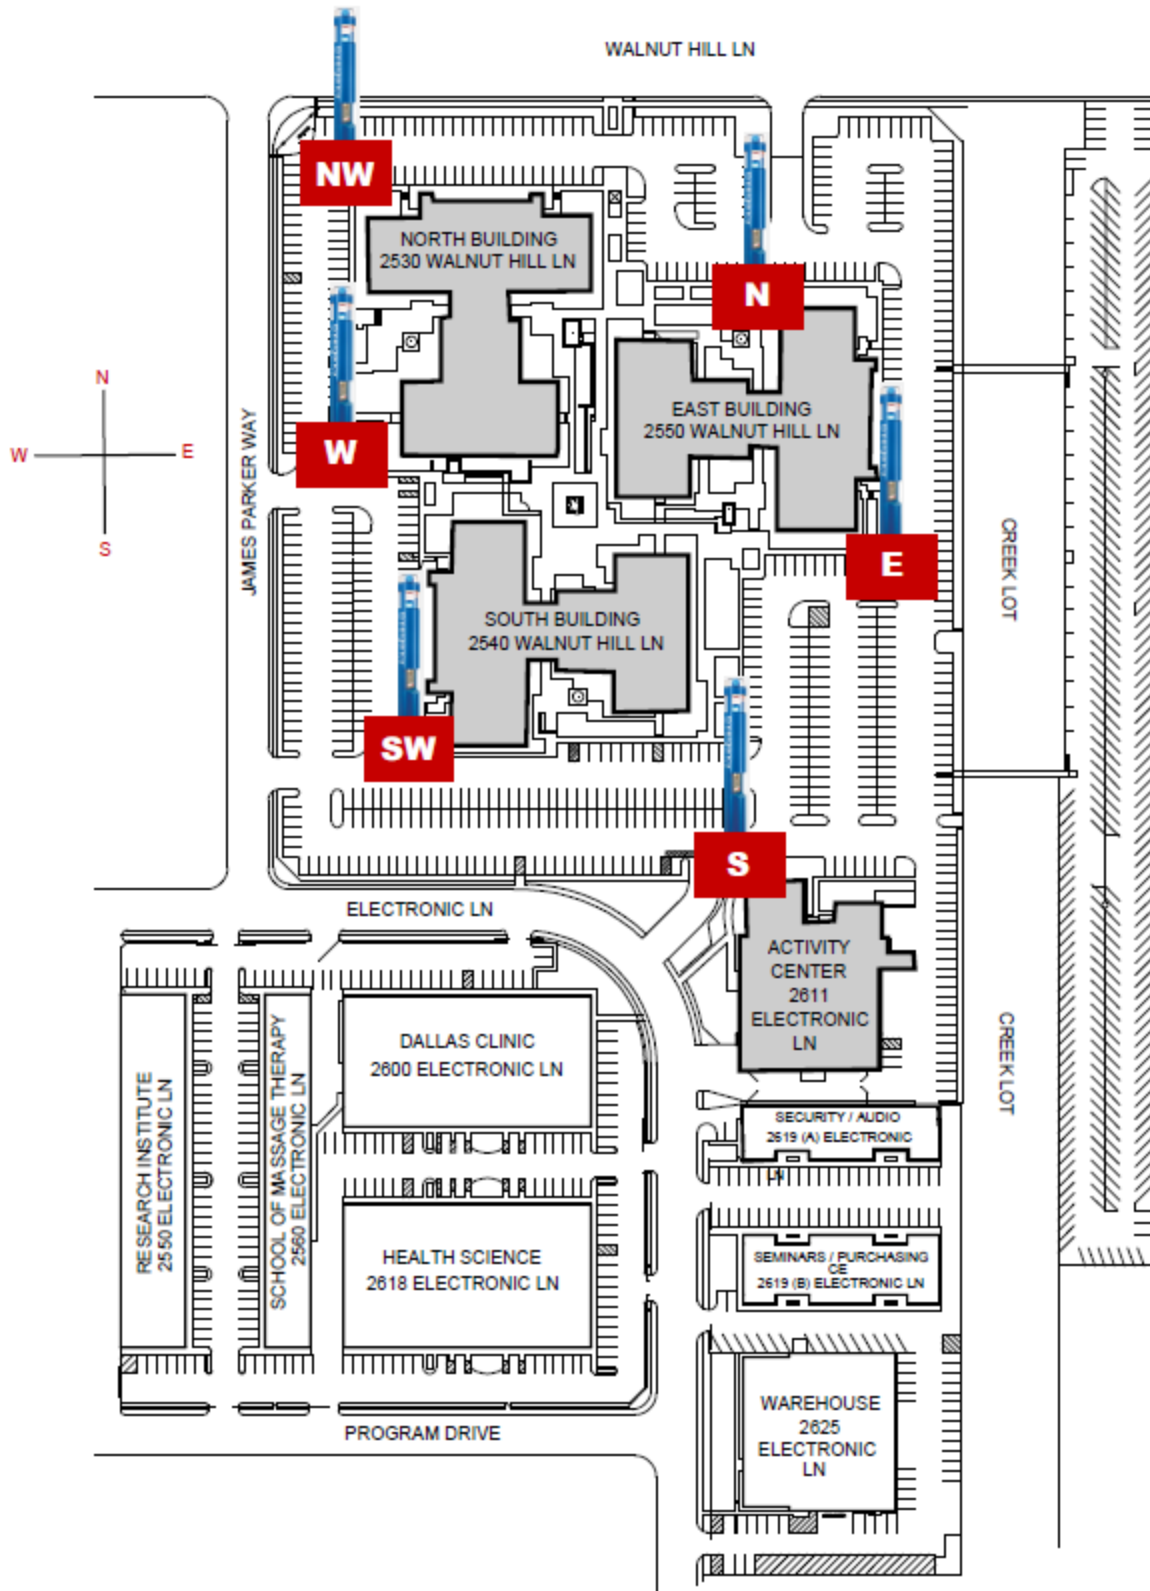 WALNUT HILL LN
NW
NORTH BUILDING
2530 WALNUT HILL LN
N
W
N
W
E
S
JAMES PARKER WAY
EAST BUILDING
2550 WALNUT HILL LN
E
CREEK LOT
SOUTH BUILDING
2540 WALNUT HILL LN
SW
S
ELECTRONIC LN
ACTIVITY
CENTER
2611
ELECTRONIC
LN
CREEK LOT
RESEARCH INSTITUTE
2550 ELECTRONIC LN
SCHOOL OF MASSAGE THERAPY
2560 ELECTRONIC LN
DALLAS CLINIC
2600 ELECTRONIC LN
SECURITY / AUDIO
2619 (A) ELECTRONIC
LN
HEALTH SCIENCE
2618 ELECTRONIC LN
SEMINARS / PURCHASING
CE
2619 (B) ELECTRONIC LN
WAREHOUSE
2625
ELECTRONIC
LN
PROGRAM DRIVE